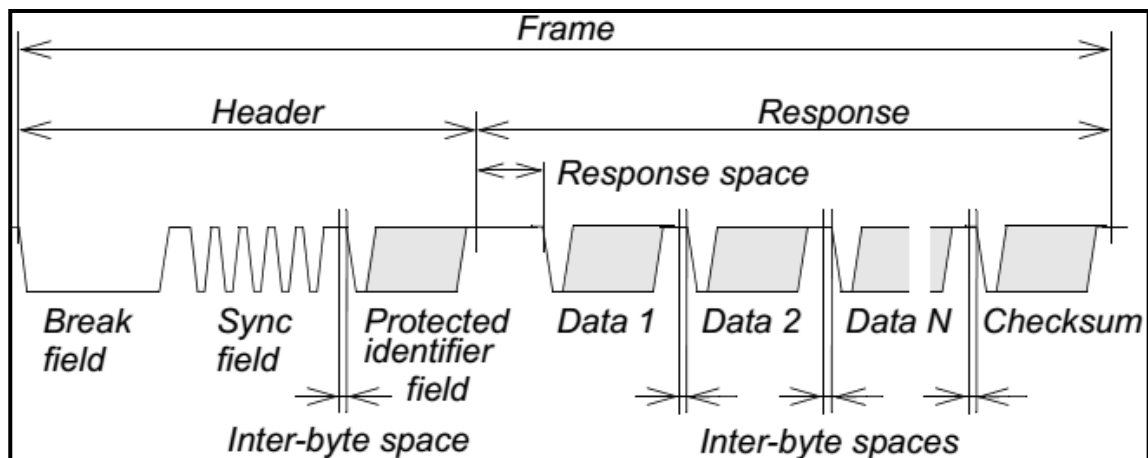 Frame
Header
Response
Response space
Break
field
Sync
field
Protected
identifier
field
Data 1
Data 2
Data N
Checksum
Inter-byte space
Inter-byte spaces